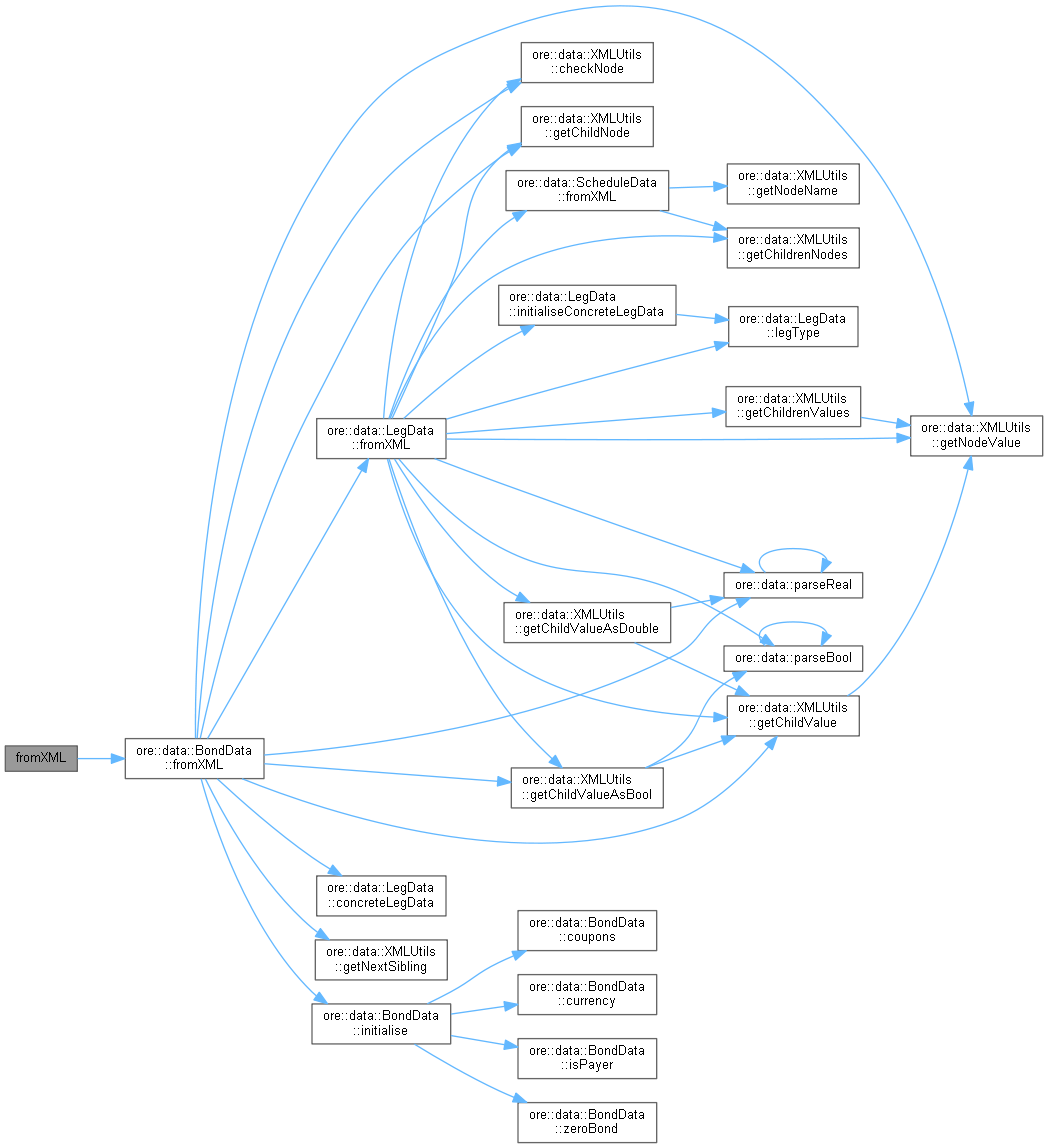 ore::data::XMLUtils
::checkNode
ore::data::XMLUtils
::getChildNode
ore::data::ScheduleData
::fromXML
ore::data::XMLUtils
::getNodeName
ore::data::XMLUtils
::getChildrenNodes
ore::data::LegData
::initialiseConcreteLegData
ore::data::LegData
::legType
ore::data::XMLUtils
::getChildrenValues
ore::data::LegData
::fromXML
ore::data::XMLUtils
::getNodeValue
ore::data::parseReal
ore::data::XMLUtils
::getChildValueAsDouble
ore::data::parseBool
ore::data::XMLUtils
::getChildValue
fromXML
ore::data::BondData
::fromXML
ore::data::XMLUtils
::getChildValueAsBool
ore::data::LegData
::concreteLegData
ore::data::XMLUtils
::getNextSibling
ore::data::BondData
::coupons
ore::data::BondData
::currency
ore::data::BondData
::initialise
ore::data::BondData
::isPayer
ore::data::BondData
::zeroBond